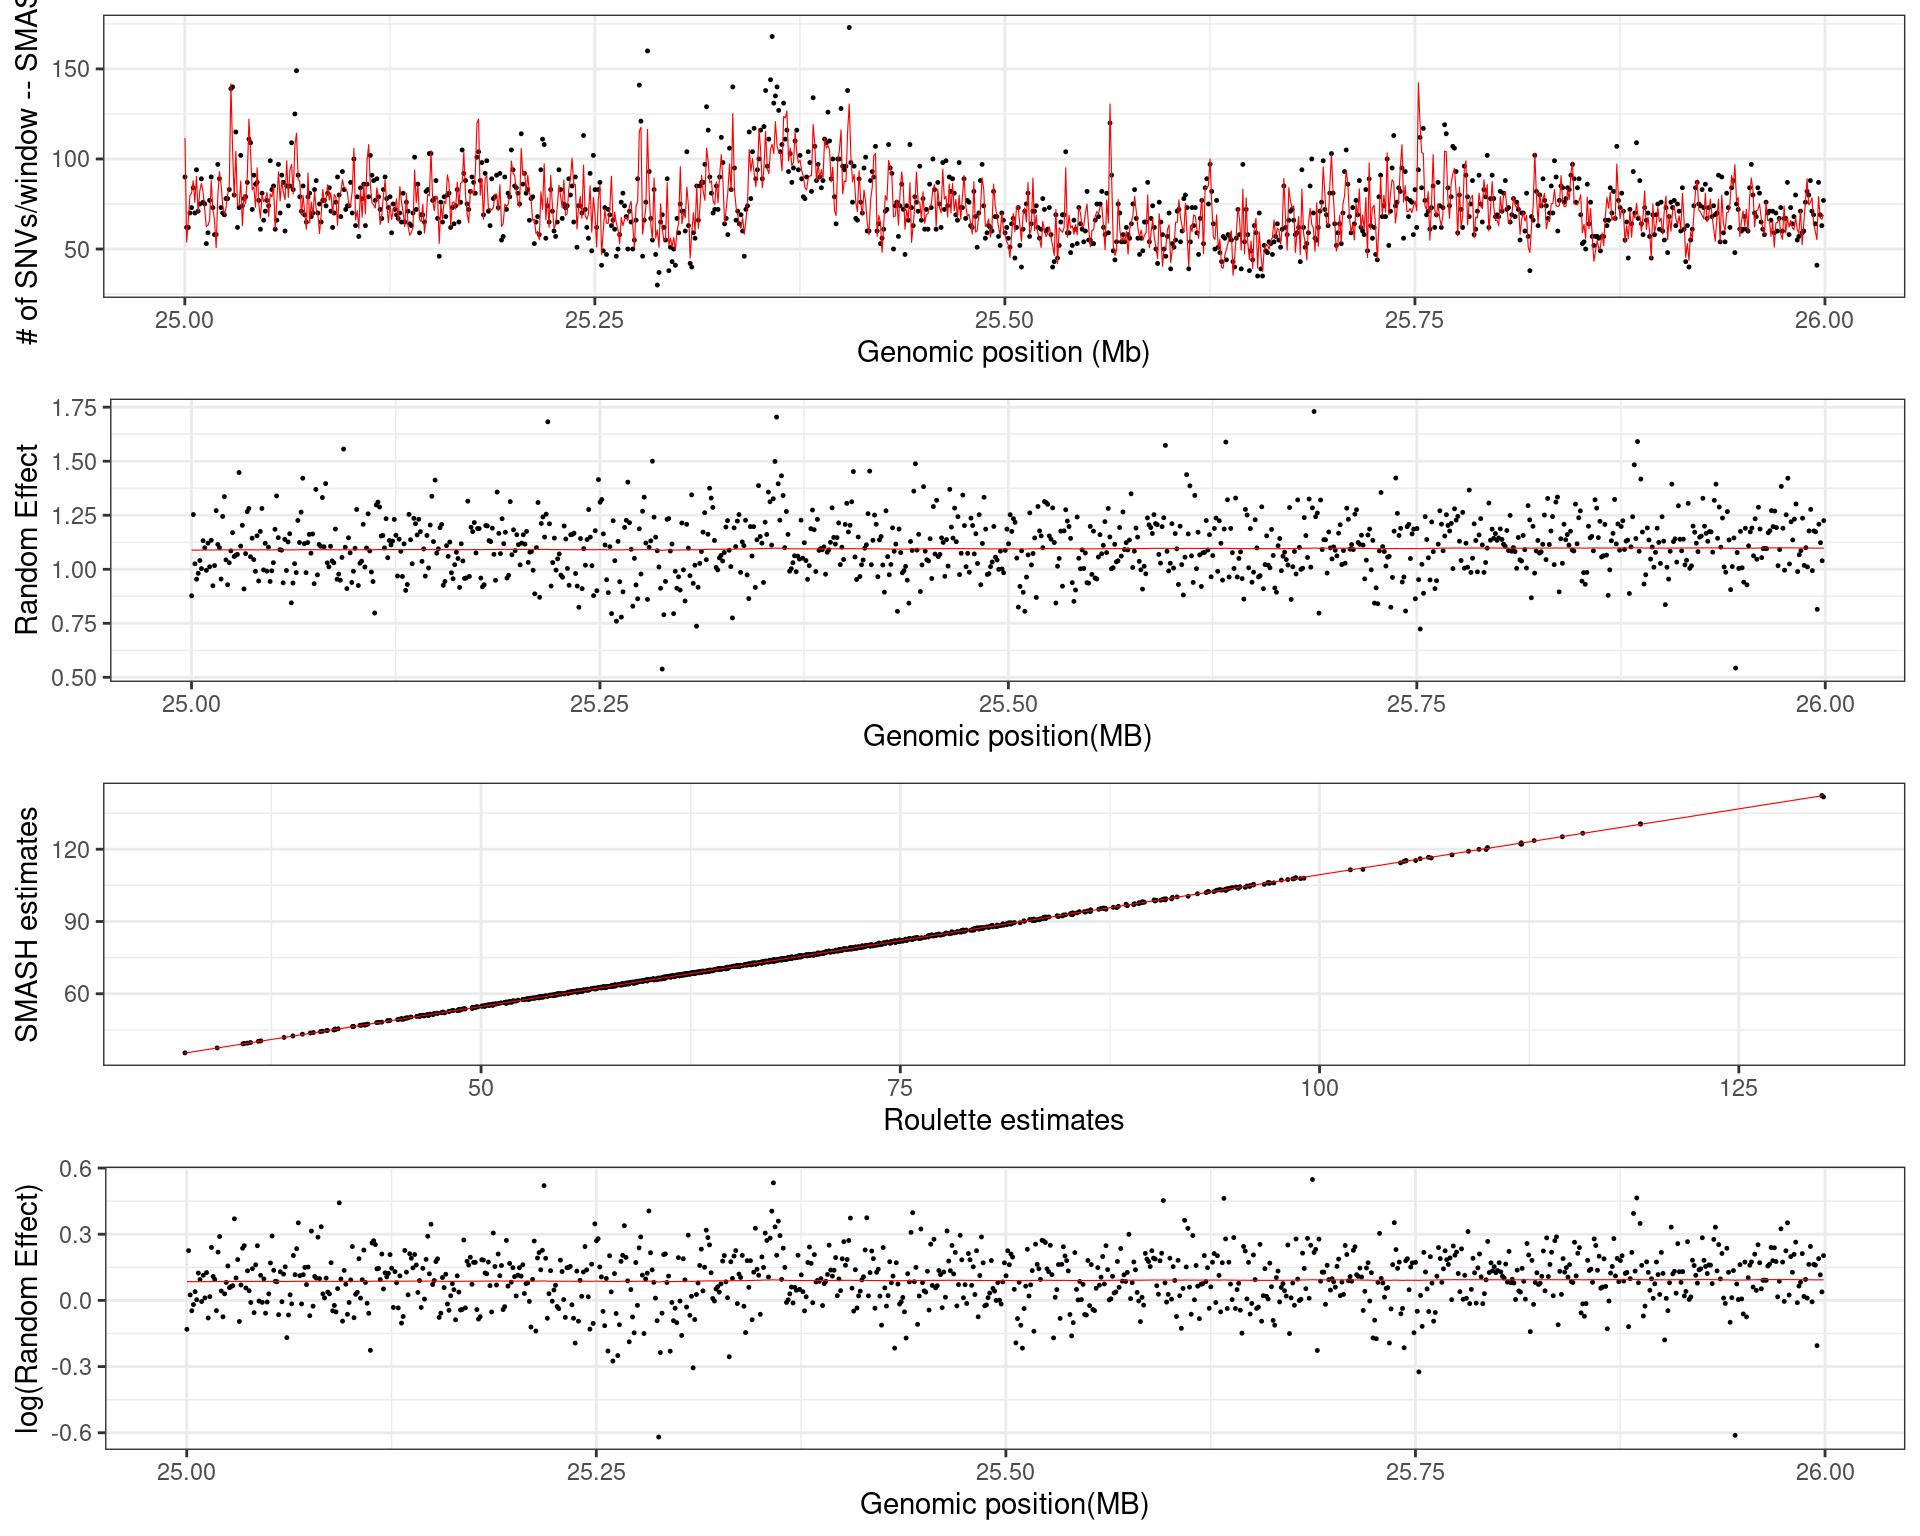 # of SNVs/window -- SMAS
150
100
50
25.00 25.25 25.50 25.75 26.00
Genomic position (Mb)
Random Effect
1.75
1.50
1.25
1.00
0.75
0.50
25.00 25.25 25.50 25.75 26.00
Genomic position(MB)
SMASH estimates
120
90
60
50 75 100 125
Roulette estimates
log(Random Effect)
0.6
0.3
0.0
-0.3
-0.6
25.00 25.25 25.50 25.75 26.00
Genomic position(MB)